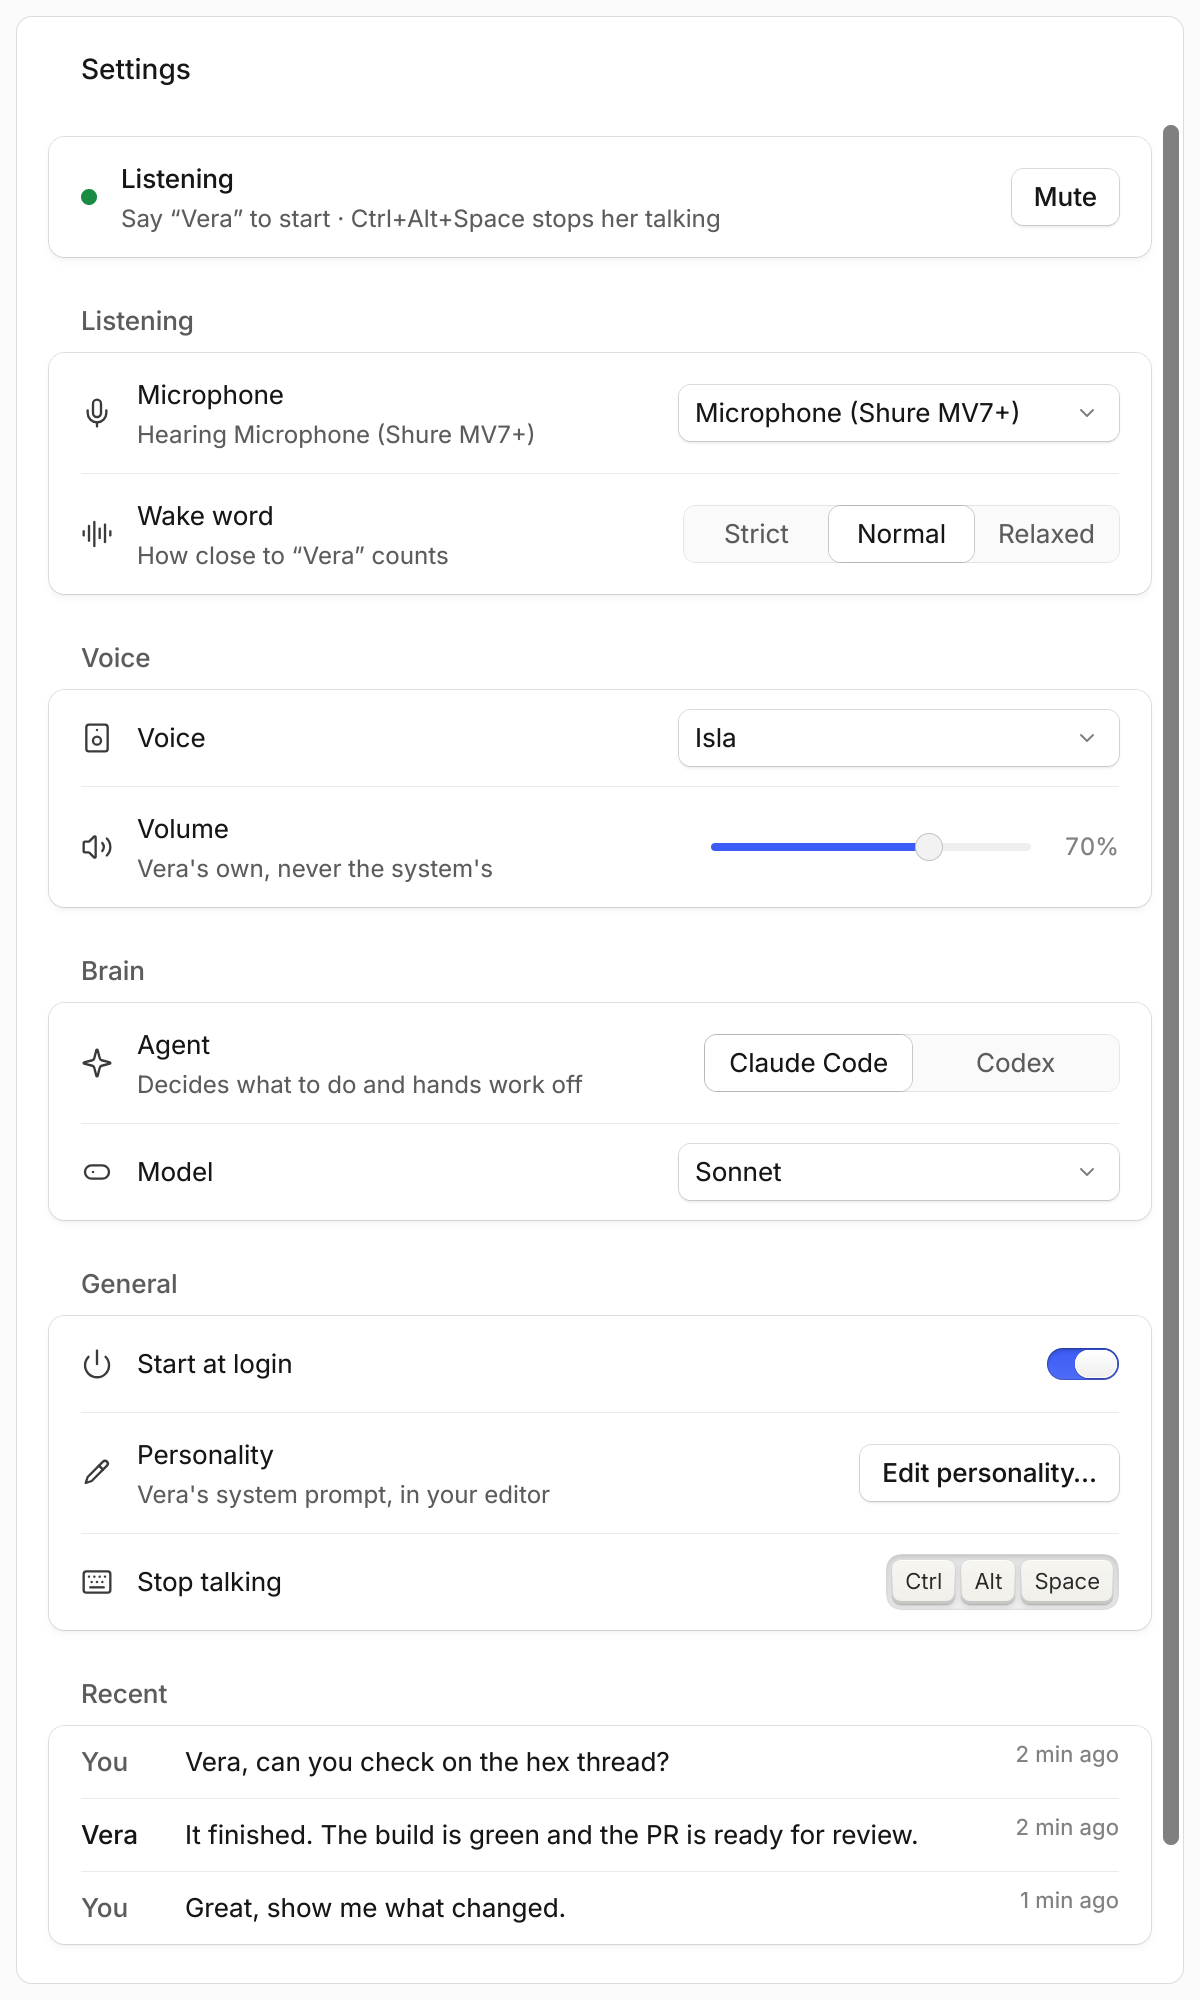 Settings
Listening
Say “Vera” to start · Ctrl+Alt+Space stops her talking
Mute
Listening
Microphone
Hearing Microphone (Shure MV7+)
Microphone (Shure MV7+)
Wake word
How close to “Vera” counts
Strict
Normal
Relaxed
Voice
Voice
Isla
Volume
Vera's own, never the system's
70%
Brain
Agent
Decides what to do and hands work off
Claude Code
Codex
Model
Sonnet
General
Start at login
Personality
Vera's system prompt, in your editor
Edit personality...
Stop talking
Ctrl
Alt
Space
Recent
You
Vera, can you check on the hex thread?
2 min ago
Vera
It finished. The build is green and the PR is ready for review.
2 min ago
You
Great, show me what changed.
1 min ago